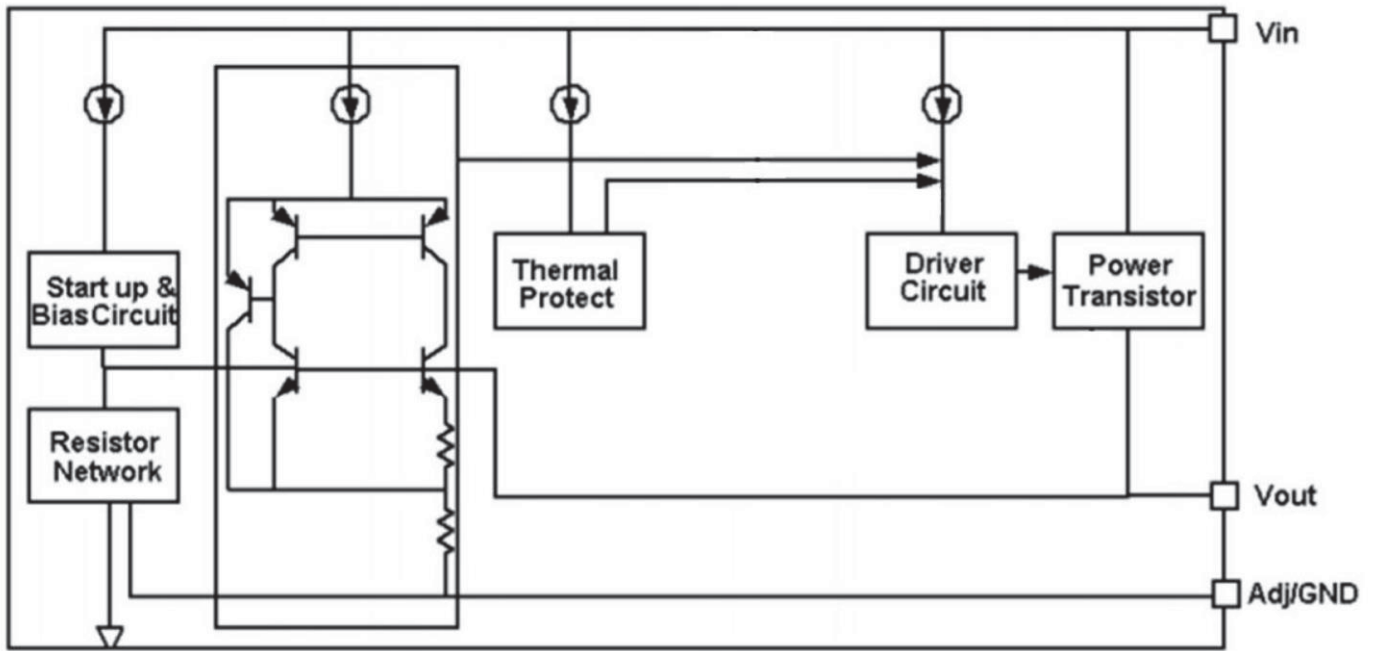 Vin
Start up &
Bias Circuit
Thermal
Protect
Driver
Circuit
Power
Transistor
Resistor
Network
Vout
Adj/GND